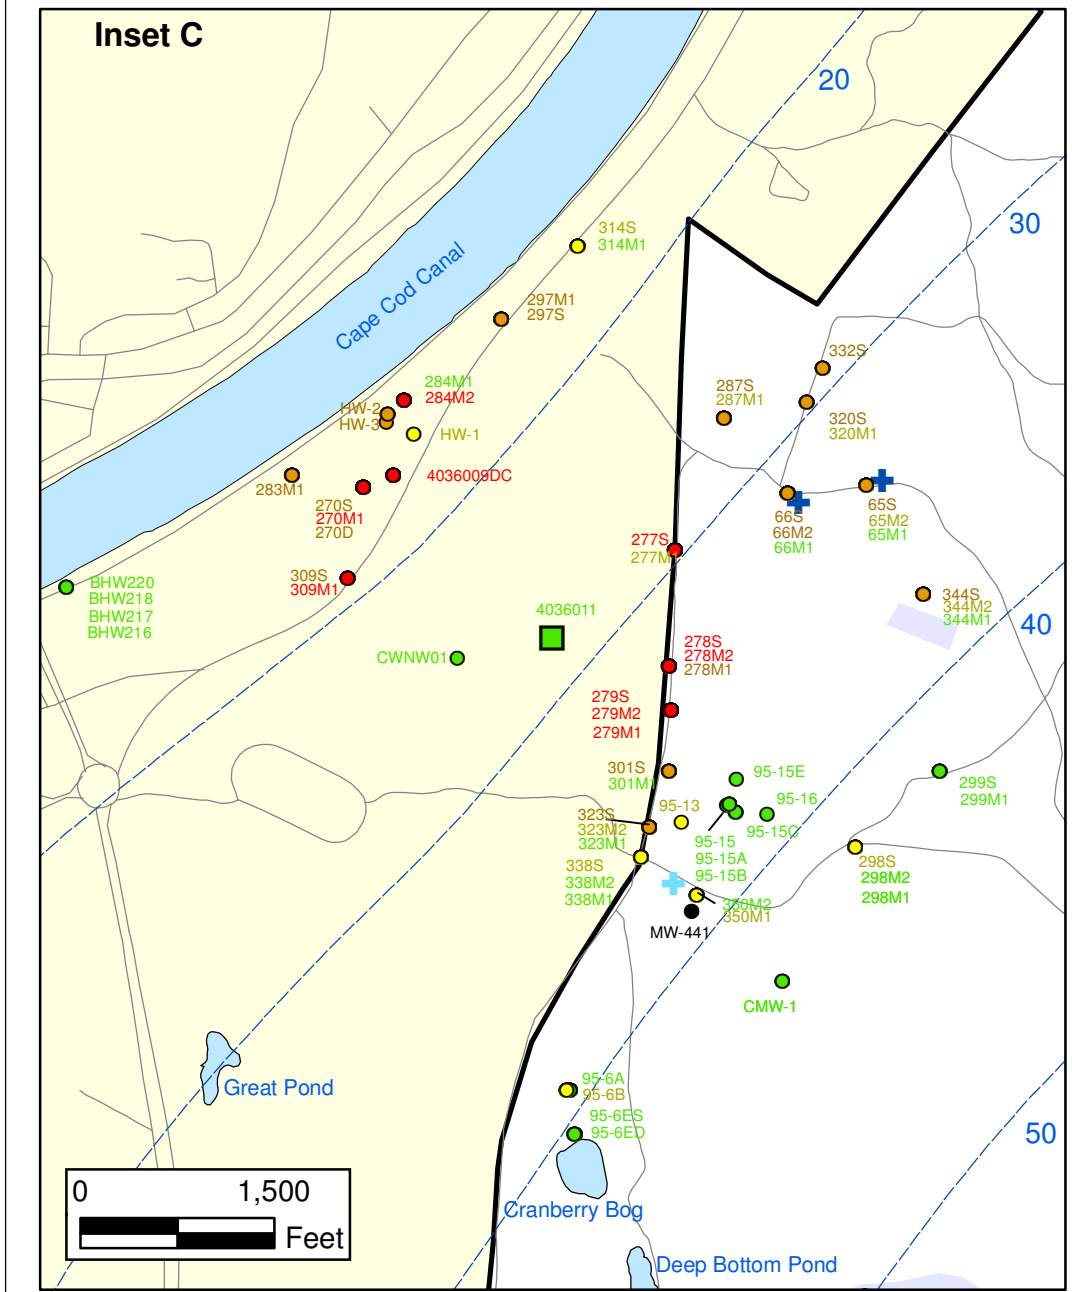 Inset C
20
30
314S
314M1
Cape Cod Canal
297M1
297S
332S
284M1
284M2
287S
287M1
HW-2
HW-3
HW-1
320S
320M1
283M1
4036009DC
270S
270M1
270D
66S
66M2
66M1
65S
65M2
65M1
277S
277M1
309S
309M1
BHW220
BHW218
BHW217
BHW216
344S
344M2
344M1
40
4036011
CWNW01
278S
278M2
278M1
279S
279M2
279M1
301S
301M1
95-15E
299S
299M1
95-13
95-16
95-15C
323S
323M2
323M1
95-15
95-15A
95-15B
338S
338M2
338M1
298S
298M2
298M1
350M2
350M1
MW-441
CMW-1
Great Pond
95-6A
95-6B
95-6ES
95-6ED
50
Cranberry Bog
0 1,500
Feet
Deep Bottom Pond